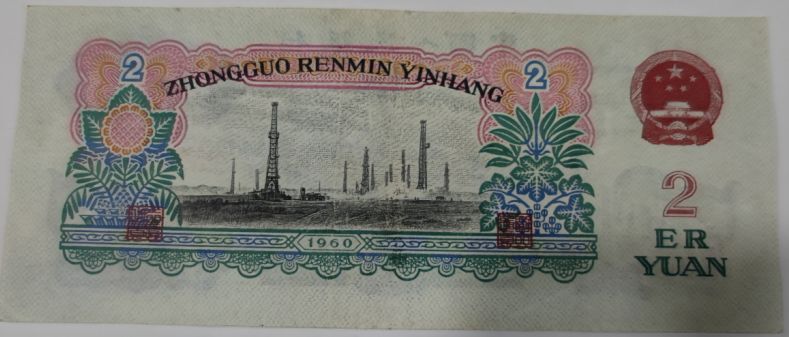 ZHONGGUO RENMIN YINHANG
2
2
1960
2
ER
YUAN